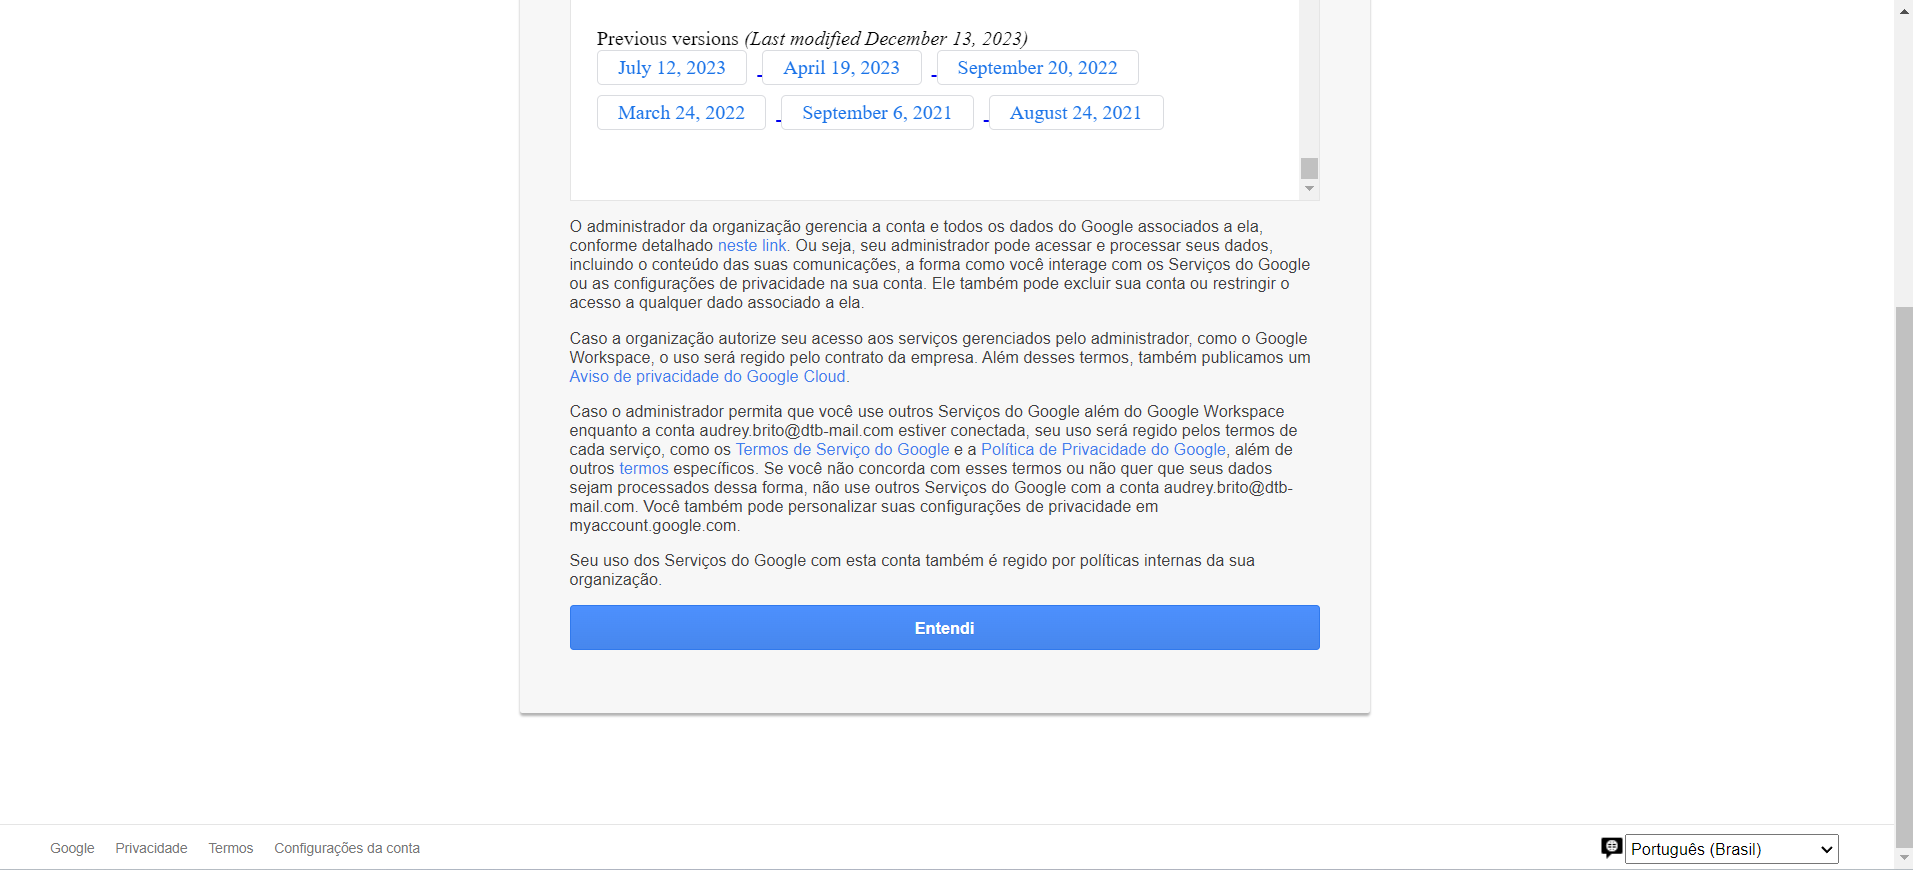 Previous versions (Last modified December 13, 2023)
July 12, 2023 April 19, 2023 September 20, 2022
March 24, 2022 September 6, 2021 August 24, 2021
O administrador da organização gerencia a conta e todos os dados do Google associados a ela,
conforme detalhado neste link. Ou seja, seu administrador pode acessar e processar seus dados,
incluindo o conteúdo das suas comunicações, a forma como você interage com os Serviços do Google
ou as configurações de privacidade na sua conta. Ele também pode excluir sua conta ou restringir o
acesso a qualquer dado associado a ela.
Caso a organização autorize seu acesso aos serviços gerenciados pelo administrador, como o Google
Workspace, o uso será regido pelo contrato da empresa. Além desses termos, também publicamos um
Aviso de privacidade do Google Cloud.
Caso o administrador permita que você use outros Serviços do Google além do Google Workspace
enquanto a conta audrey.brito@dtb-mail.com estiver conectada, seu uso será regido pelos termos de
cada serviço, como os Termos de Serviço do Google e a Política de Privacidade do Google, além de
outros termos específicos. Se você não concorda com esses termos ou não quer que seus dados
sejam processados dessa forma, não use outros Serviços do Google com a conta audrey.brito@dtb-
mail.com. Você também pode personalizar suas configurações de privacidade em
myaccount.google.com.
Seu uso dos Serviços do Google com esta conta também é regido por políticas internas da sua
organização.
Entendi
Google Privacidade Termos Configurações da conta Português (Brasil)